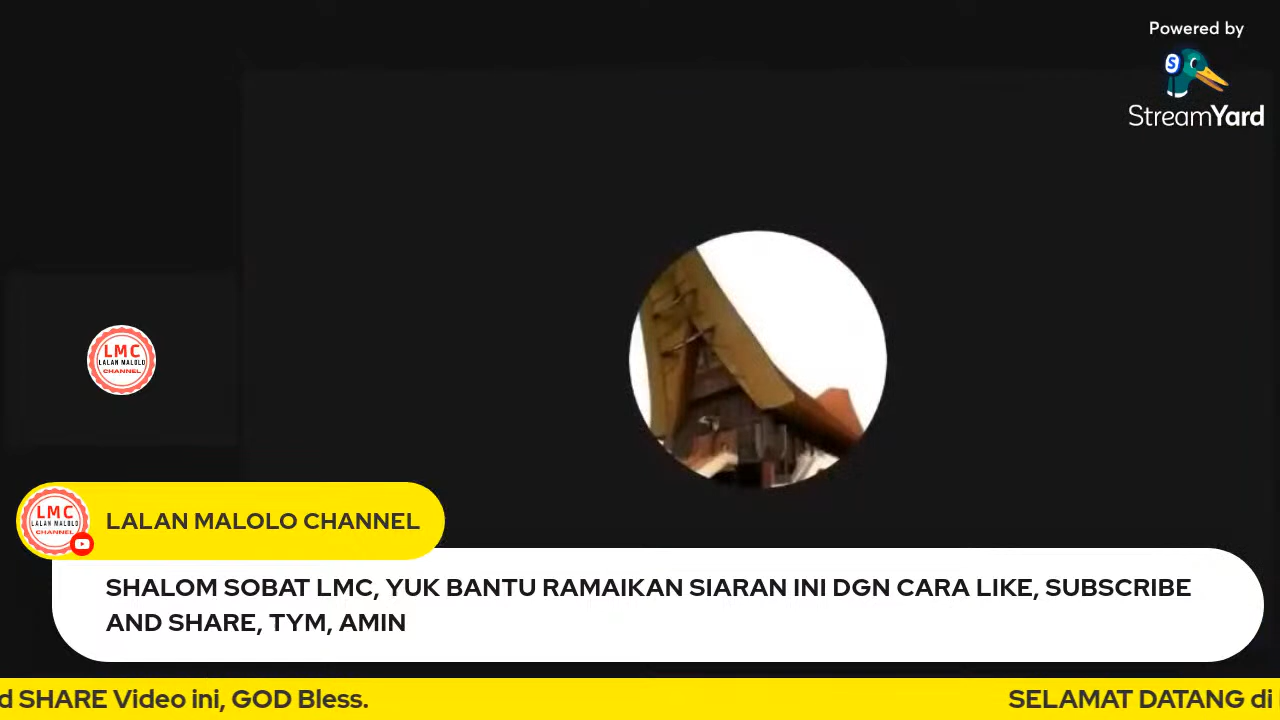 Powered by
StreamYard
LMC
LALAN MALOLO
CHANNEL
LMC
LALAN MALOLO
CHANNEL
LALAN MALOLO CHANNEL
SHALOM SOBAT LMC, YUK BANTU RAMAIKAN SIARAN INI DGN CARA LIKE, SUBSCRIBE
AND SHARE, TYM, AMIN
d SHARE Video ini, GOD Bless. SELAMAT DATANG di